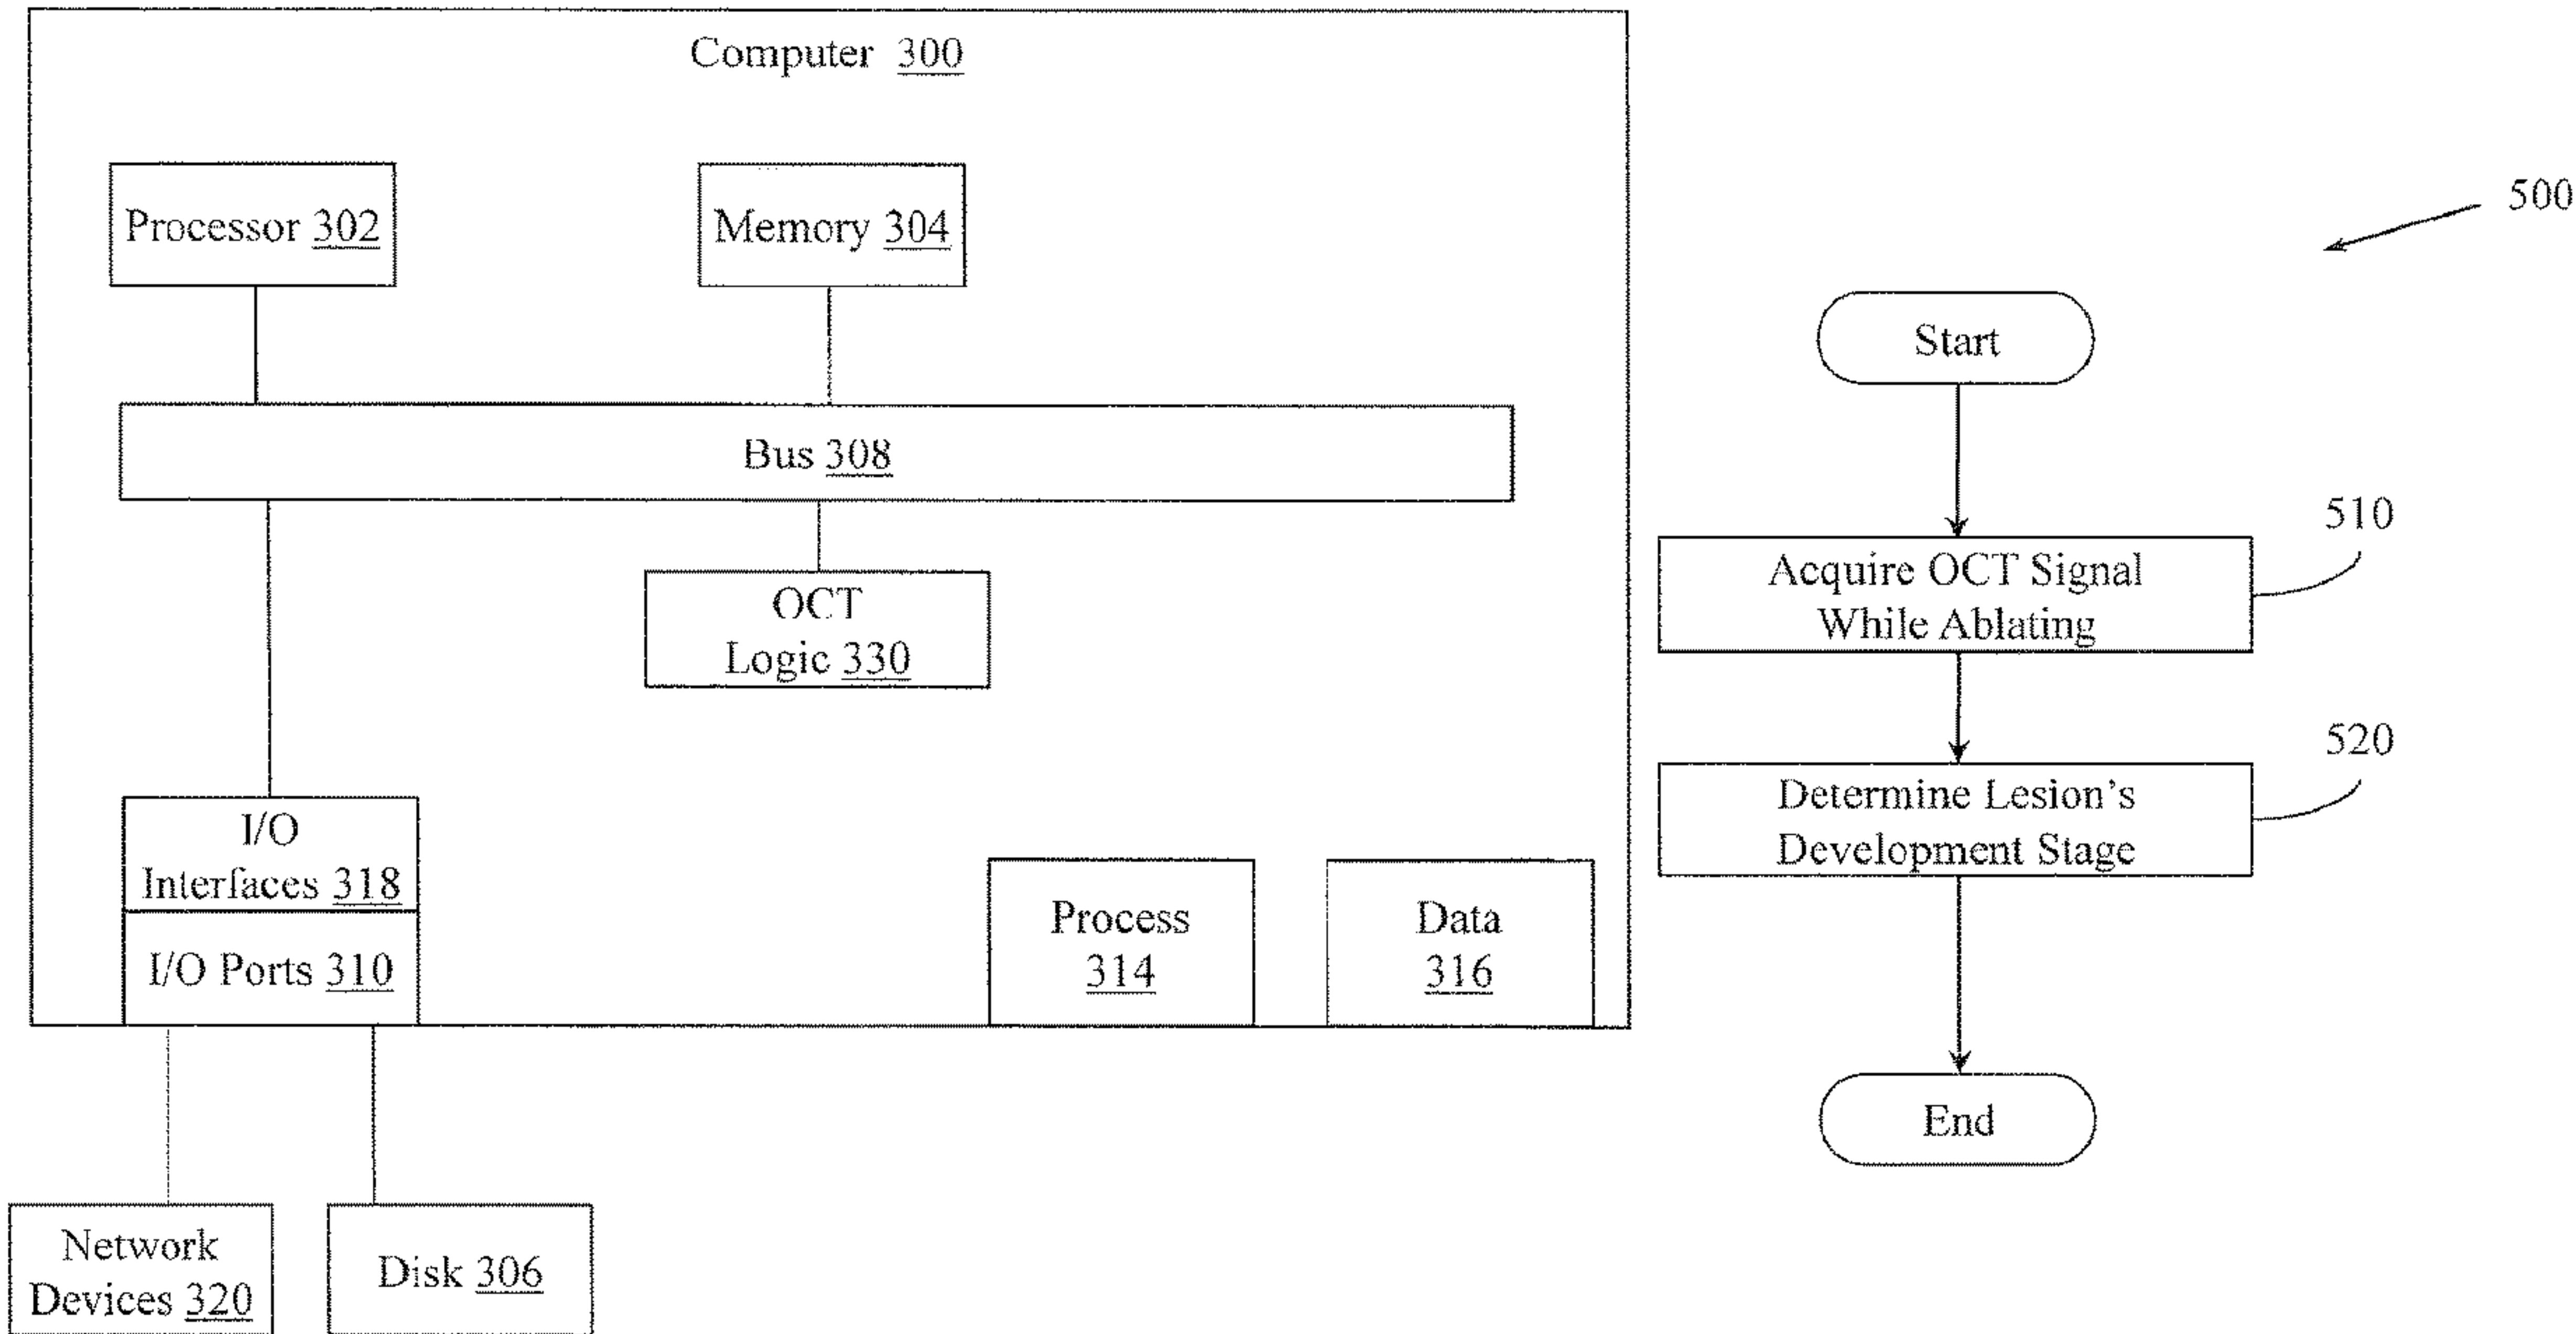 Computer 300
Processor 302
Memory 304
Bus 308
OCT
Logic 330
I/O
Interfaces 318
I/O Ports 310
Process
314
Data
316
Network
Devices 320
Disk 306
500
Start
510
Acquire OCT Signal
While Ablating
520
Determine Lesion's
Development Stage
End